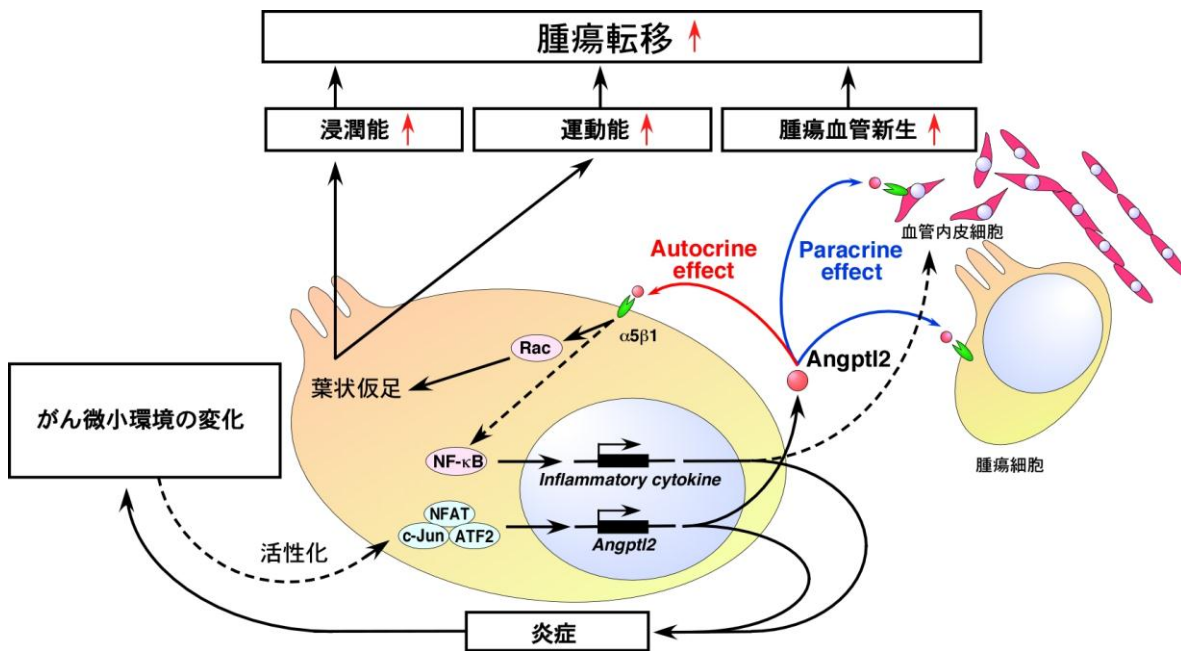 腫瘍転移
浸潤能
運動能
腫瘍血管新生
血管内皮細胞
Autocrine
effect
Paracrine
effect
α5β1
Rac
Angptl2
葉状仮足
がん微小環境の変化
腫瘍細胞
NF-κB
Inflammatory cytokine
NFAT
c-Jun
ATF2
Angptl2
活性化
炎症